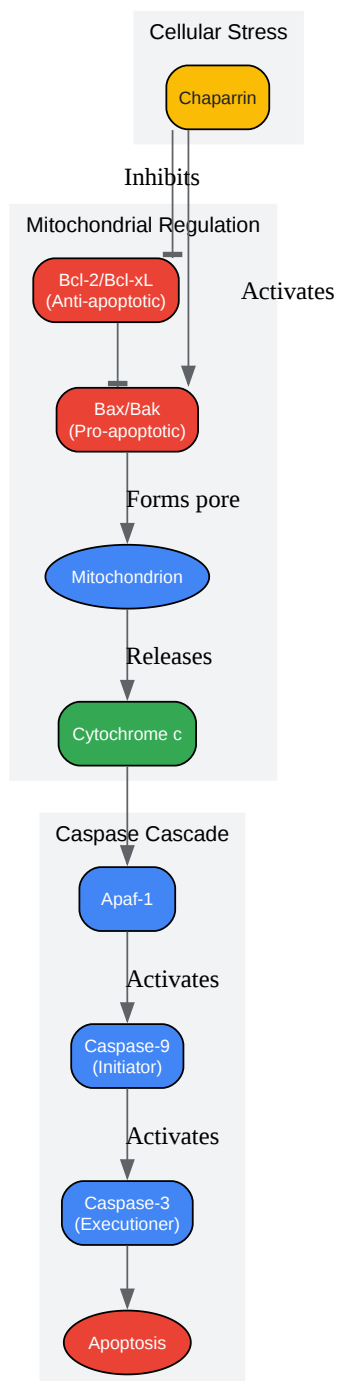 Cellular Stress
Chaparrin
Inhibits
Mitochondrial Regulation
Bcl-2/Bcl-xL
(Anti-apoptotic)
Activates
Bax/Bak
(Pro-apoptotic)
Forms pore
Mitochondrion
Releases
Cytochrome c
Caspase Cascade
Apaf-1
Activates
Caspase-9
(Initiator)
Activates
Caspase-3
(Executioner)
Apoptosis